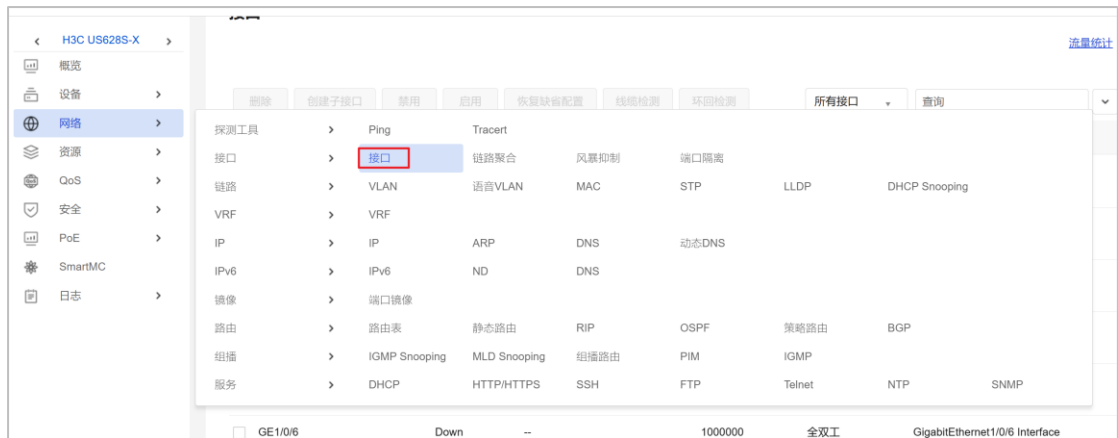 接口
H3C US628S-X
流量统计
概览
设备
删除 创建子接口 禁用 启用 恢复缺省配置 线缆检测 环回检测 所有接口 查询
网络
资源
QoS
安全
PoE
SmartMC
日志
探测工具 Ping Tracert
接口 接口 链路聚合 风暴抑制 端口隔离
链路 VLAN 语音VLAN MAC STP LLDP DHCP Snooping
VRF VRF
IP IP ARP DNS 动态DNS
IPv6 IPv6 ND DNS
镜像 端口镜像
路由 路由表 静态路由 RIP OSPF 策略路由 BGP
组播 IGMP Snooping MLD Snooping 组播路由 PIM IGMP
服务 DHCP HTTP/HTTPS SSH FTP Telnet NTP SNMP
GE1/0/6 Down -- 1000000 全双工 GigabitEthernet1/0/6 Interface